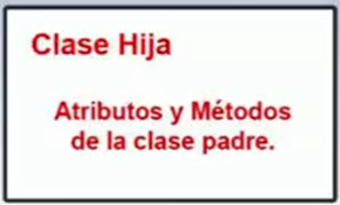 Clase Hija
Atributos y Métodos
de la clase padre.